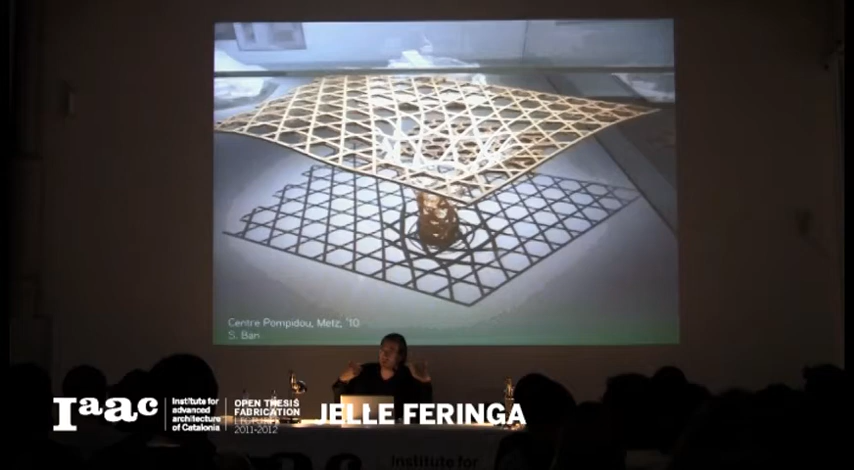 Centre Pompidou, Metz, '10
S. Ban
Iaac
Institute for
advanced
architecture
of Catalonia
OPEN THESIS
FABRICATION
LECTURES
2011-2012
JELLE FERINGA
Institute for